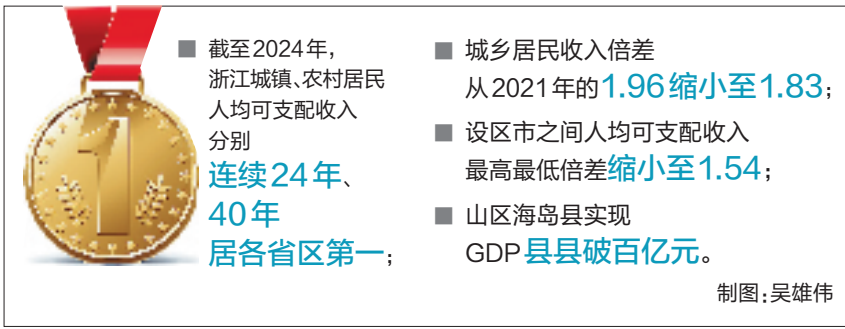 1
■ 截至2024年，
浙江城镇、农村居民
人均可支配收入
分别
连续24年、
40年
居各省区第一；
■ 城乡居民收入倍差
从2021年的1.96缩小至1.83；
■ 设区市之间人均可支配收入
最高最低倍差缩小至1.54；
■ 山区海岛县实现
GDP县县破百亿元。
制图：吴雄伟